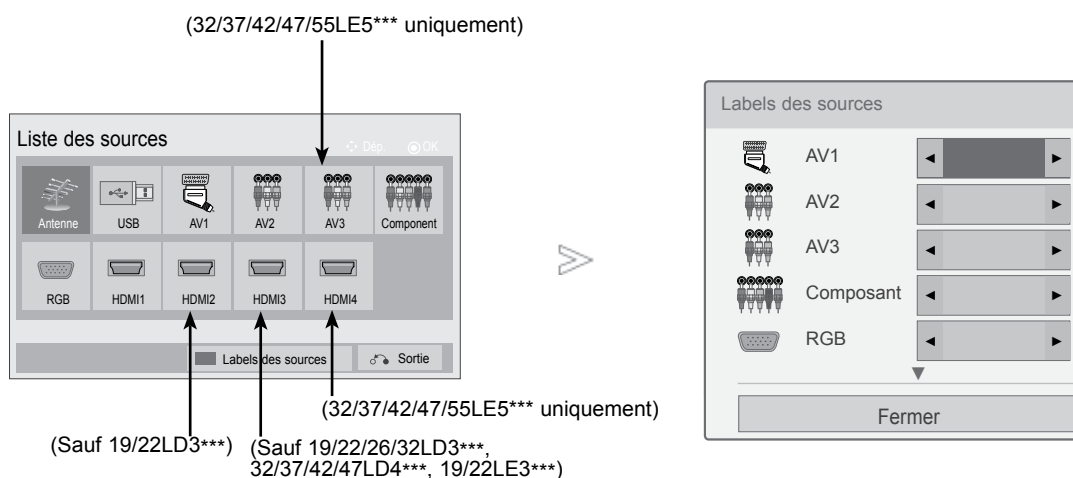 (32/37/42/47/55LE5*** uniquement)
Liste des sources
Dép. OK
Antenne USB AV1 AV2 AV3 Component
RGB HDMI1 HDMI2 HDMI3 HDMI4
Labels des sources Sortie
(32/37/42/47/55LE5*** uniquement)
(Sauf 19/22LD3***)
(Sauf 19/22/26/32LD3***,
32/37/42/47LD4***, 19/22LE3***)
Labels des sources
AV1
AV2
AV3
Composant
RGB
Fermer